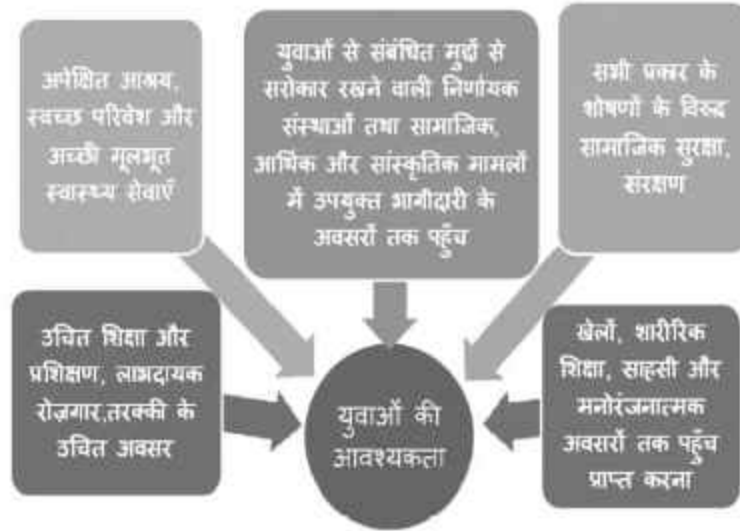 अपेक्षित आश्रय,
स्वच्छ परिवेश और
अच्छी मूलभूत
स्वास्थ्य सेवाएँ
युवाओं से संबंधित मुद्दों से
सरोकार रखने वाली निर्णायक
संस्थाओं तथा सामाजिक,
आर्थिक और सांस्कृतिक मामलों
में उपयुक्त भागीदारी के
अवसरों तक पहुँच
सभी प्रकार के
शोषणों के विरुद्ध
सामाजिक सुरक्षा,
संरक्षण
उचित शिक्षा और
प्रशिक्षण, लाभदायक
रोज़गार,तरक्की के
उचित अवसर
युवाओं की
आवश्यकता
खेलों, शारीरिक
शिक्षा, साहसी और
मनोरंजनात्मक
अवसरों तक पहुँच
प्राप्त करना